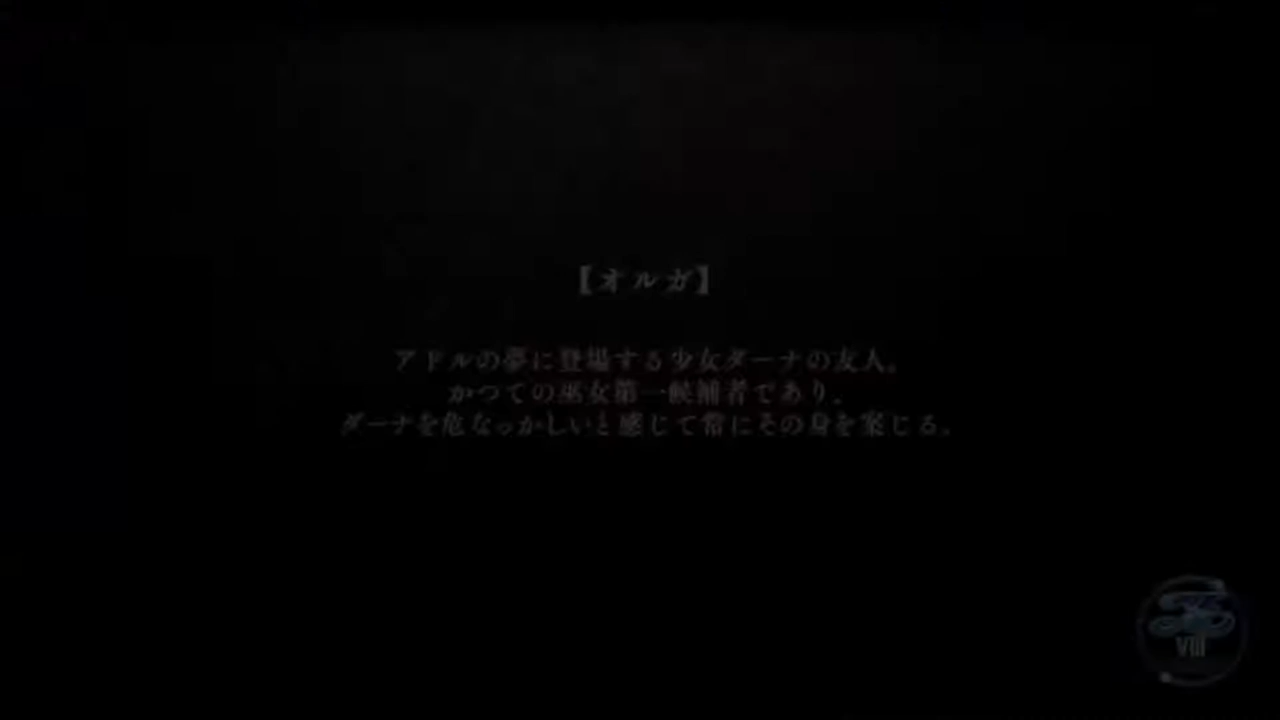 【オルガ】
アドルの夢に登場する少女ダーナの友人。
かつての巫女第一候補者であり、
ダーナを危なっかしいと感じて常にその身を案じる。
Ys
VIII